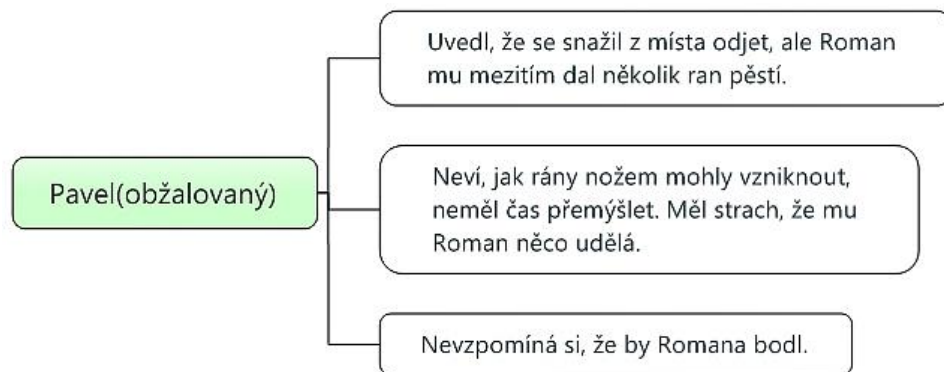 Uvedl, že se snažil z místa odjet, ale Roman
mu mezitím dal několik ran pěstí.
Pavel(obžalovaný)
Neví, jak rány nožem mohly vzniknout,
neměl čas přemýšlet. Měl strach, že mu
Roman něco udělá.
Nevzpomíná si, že by Romana bodl.